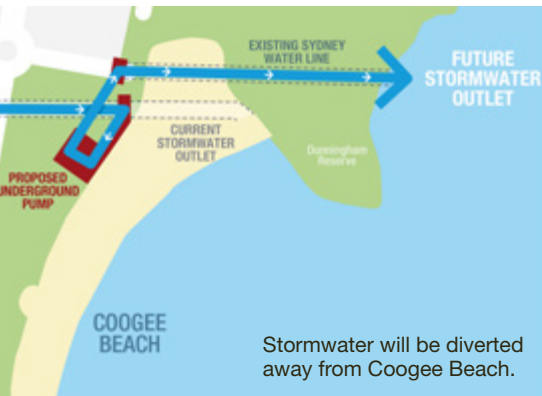 EXISTING SYDNEY
WATER LINE
FUTURE
STORMWATER
OUTLET
CURRENT
STORMWATER
OUTLET
Dunningham
Reserve
PROPOSED
UNDERGROUND
PUMP
COOGEE
BEACH
Stormwater will be diverted
away from Coogee Beach.